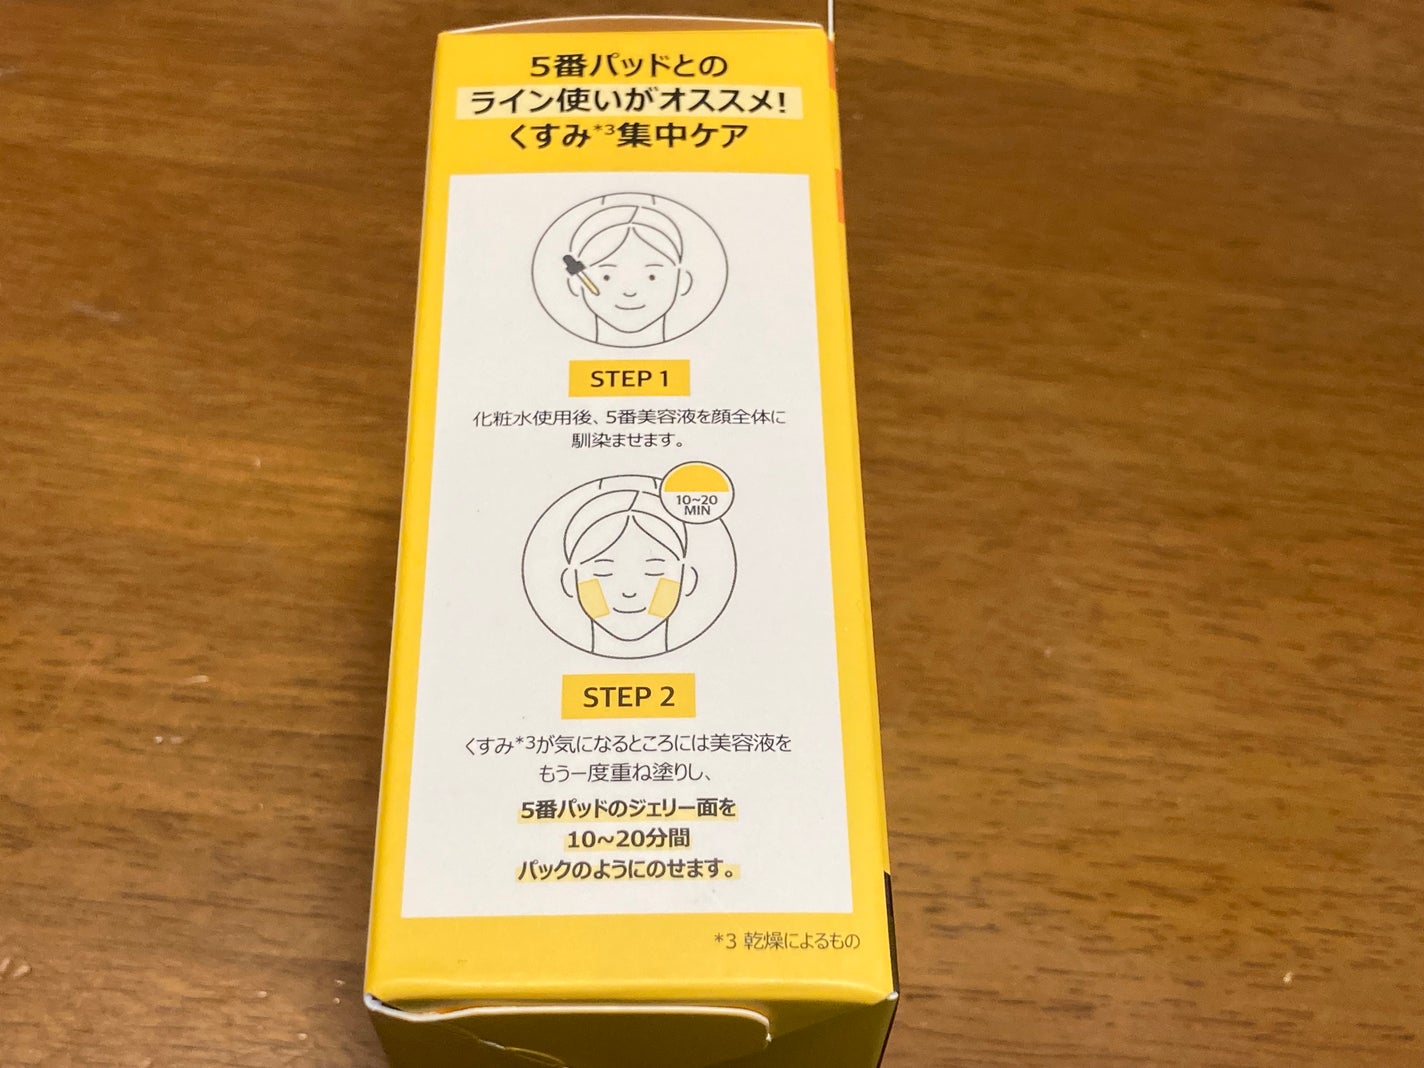 5番パッドとの
ライン使いがオススメ!
くすみ*3集中ケア
STEP 1
化粧水使用後、5番美容液を顔全体に
馴染ませます。
10~20
MIN
STEP 2
くすみ*3が気になるところには美容液を
もう一度重ね塗りし、
5番パッドのジェリー面を
10~20分間
パックのようにのせます。
*3 乾燥によるもの